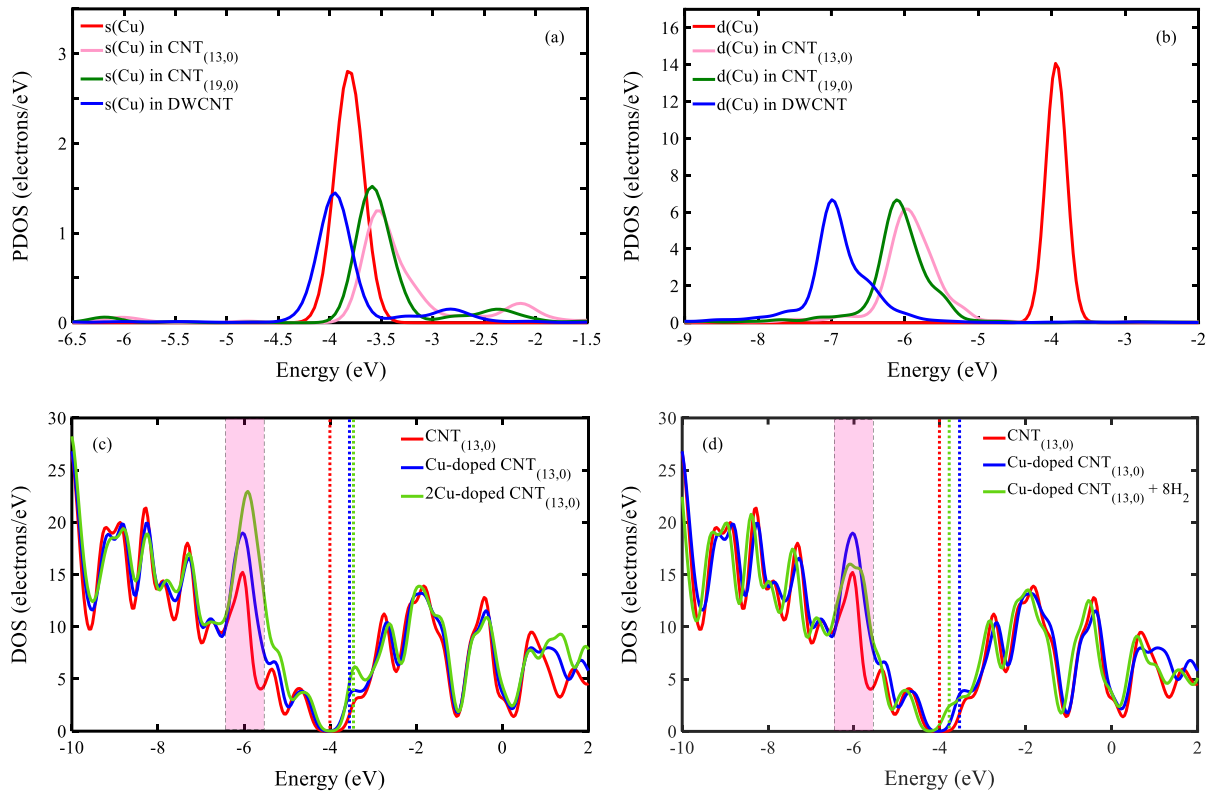 (a)
s(Cu)
s(Cu) in CNT(13,0)
s(Cu) in CNT(19,0)
s(Cu) in DWCNT
PDOS (electrons/eV)
3
2
1
0
-6.5 -6 -5.5 -5 -4.5 -4 -3.5 -3 -2.5 -2 -1.5
Energy (eV)
(b)
d(Cu)
d(Cu) in CNT(13,0)
d(Cu) in CNT(19,0)
d(Cu) in DWCNT
PDOS (electrons/eV)
16
14
12
10
8
6
4
2
0
-9 -8 -7 -6 -5 -4 -3 -2
Energy (eV)
(c)
CNT(13,0)
Cu-doped CNT(13,0)
2Cu-doped CNT(13,0)
DOS (electrons/eV)
30
25
20
15
10
5
0
-10 -8 -6 -4 -2 0 2
Energy (eV)
(d)
CNT(13,0)
Cu-doped CNT(13,0)
Cu-doped CNT(13,0) + 8H2
DOS (electrons/eV)
30
25
20
15
10
5
0
-10 -8 -6 -4 -2 0 2
Energy (eV)